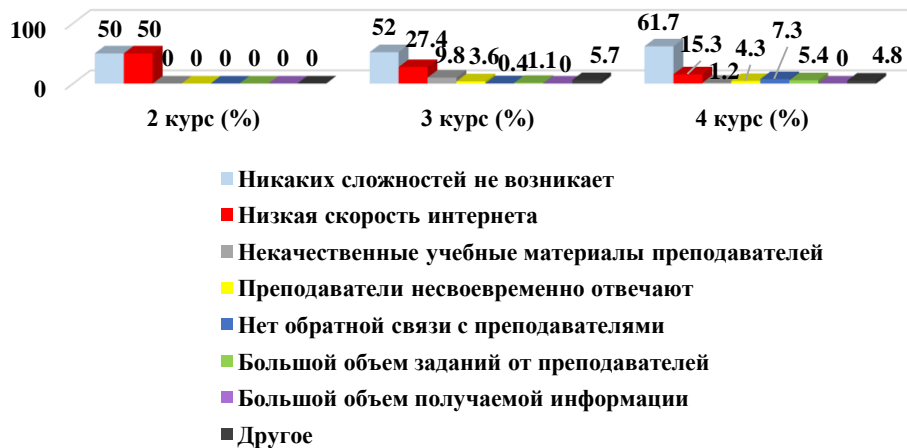 100
0
50 50 0 0 0 0 0 0
52 27.4 9.8 3.6 0.4 1.1 0 5.7
61.7 15.3 1.2 4.3 7.3 5.4 0 4.8
2 курс (%) 3 курс (%) 4 курс (%)
Никаких сложностей не возникает
Низкая скорость интернета
Некачественные учебные материалы преподавателей
Преподаватели несвоевременно отвечают
Нет обратной связи с преподавателями
Большой объем заданий от преподавателей
Большой объем получаемой информации
Другое